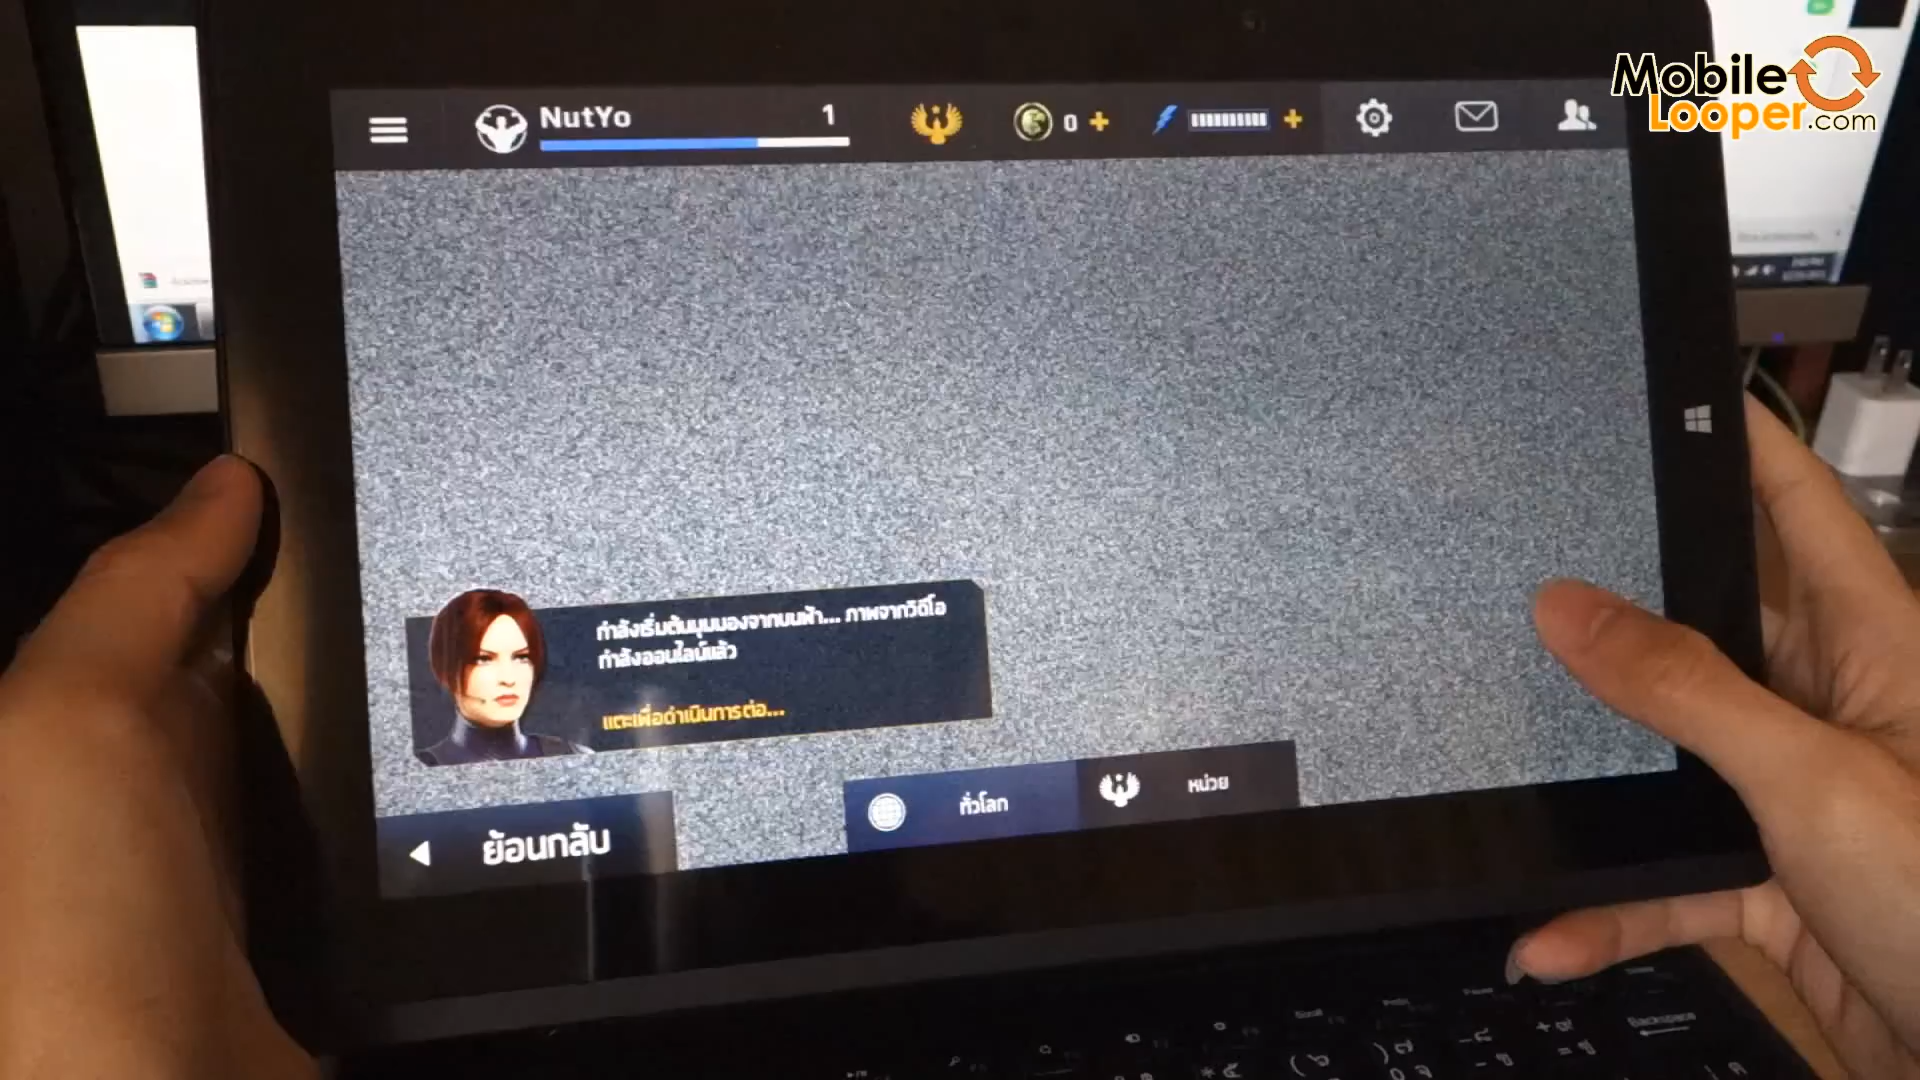 Mobile
Looper.com
NutYo 1
0
กำลังเริ่มต้นมุมมองจากบนฟ้า... ภาพจากวิดีโอ
กำลังออนไลน์แล้ว
แตะเพื่อดำเนินการต่อ...
ทั่วโลก
หน่วย
ย้อนกลับ
Backspace